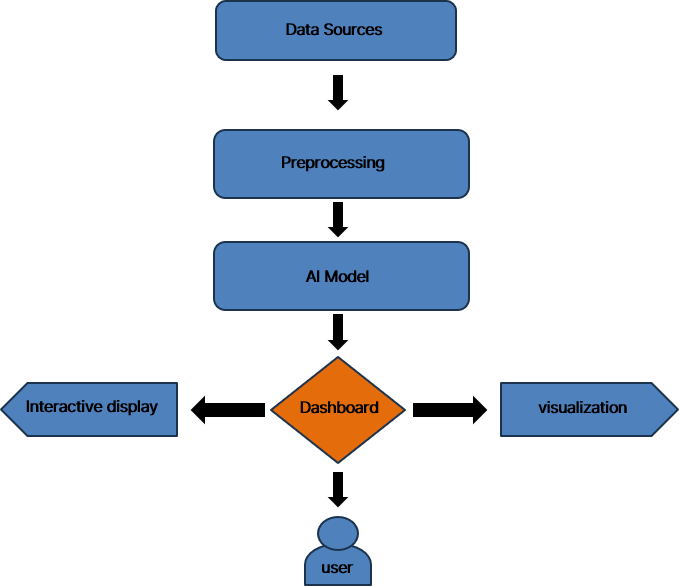 Data Sources
Preprocessing
AI Model
Interactive display
Dashboard
visualization
user